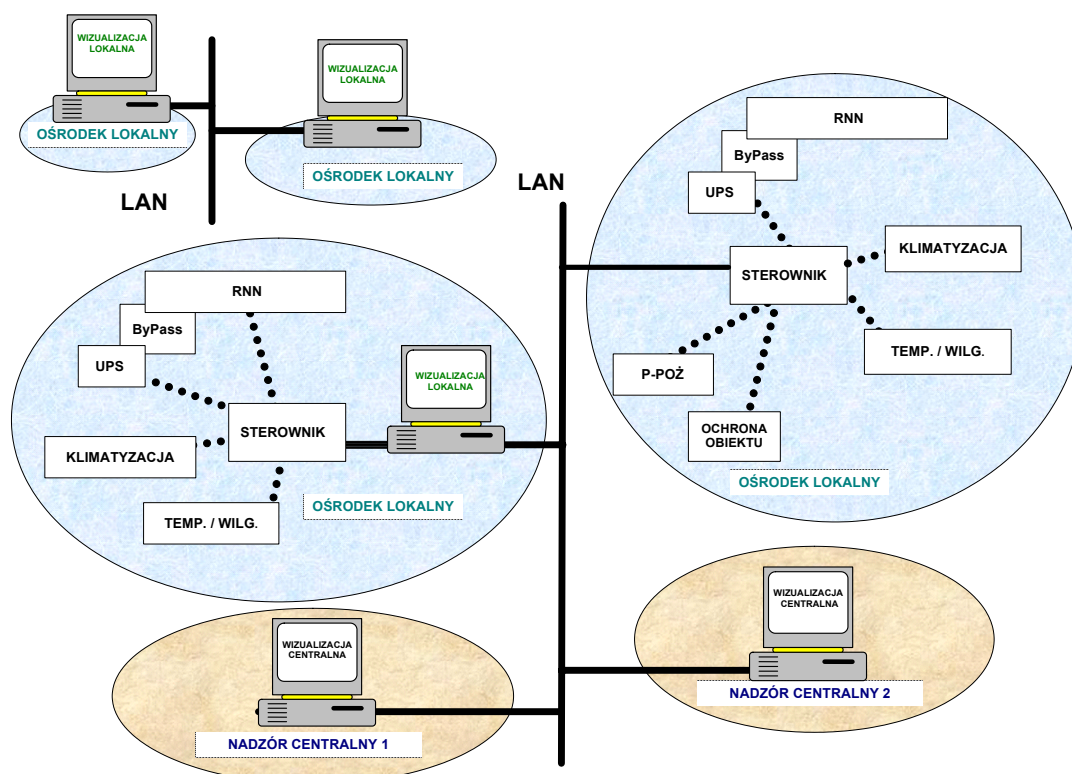 WIZUALIZACJA
LOKALNA
OŚRODEK LOKALNY
WIZUALIZACJA
LOKALNA
OŚRODEK LOKALNY
LAN
LAN
RNN
ByPass
UPS
STEROWNIK
KLIMATYZACJA
TEMP. / WILG.
P-POŻ
OCHRONA
OBIEKTU
OŚRODEK LOKALNY
RNN
ByPass
UPS
WIZUALIZACJA
LOKALNA
STEROWNIK
KLIMATYZACJA
TEMP. / WILG.
OŚRODEK LOKALNY
WIZUALIZACJA
CENTRALNA
NADZÓR CENTRALNY 1
WIZUALIZACJA
CENTRALNA
NADZÓR CENTRALNY 2